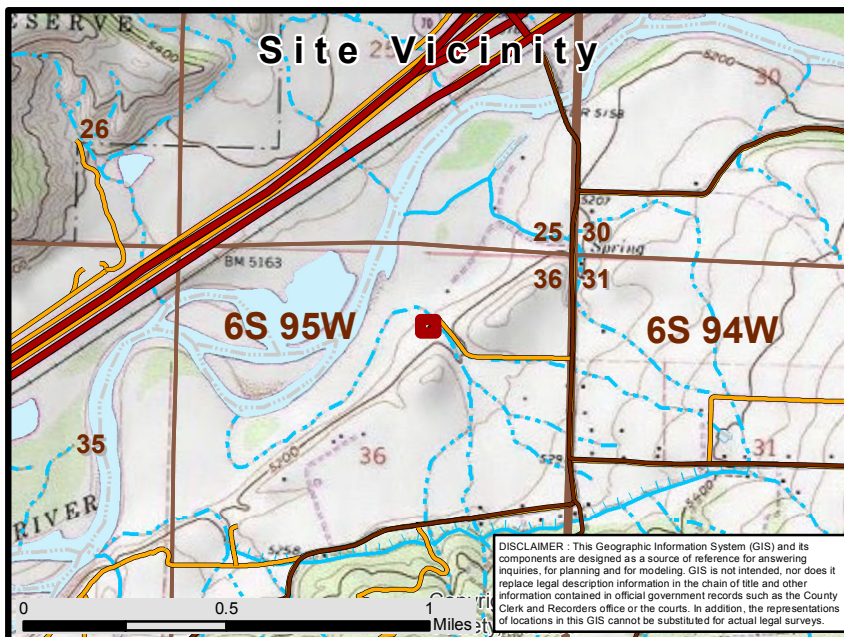 Site Vicinity
ESERVE
5400
70
25
5200
30
26
R 5158
5207
25 30
Spring
36 31
BM 5163
6S 95W
6S 94W
35
36
31
5200
529
5400
RIVER
5258
DISCLAIMER : This Geographic Information System (GIS) and its
components are designed as a source of reference for answering
inquiries, for planning and for modeling. GIS is not intended, nor does it
replace legal description information in the chain of title and other
information contained in official government records such as the County
Clerk and Recorders office or the courts. In addition, the representations
of locations in this GIS cannot be substituted for actual legal surveys.
0 0.5 1
Miles